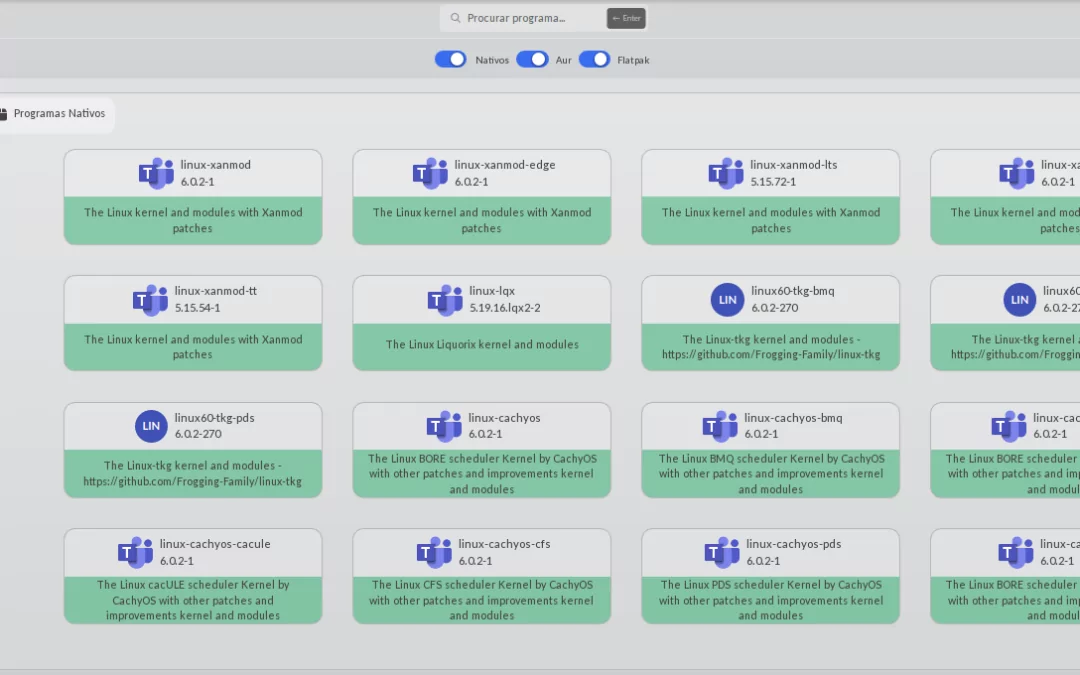 Procurar programa...
← Enter
Nativos
Aur
Flatpak
Programas Nativos
T
linux-xanmod
6.0.2-1
The Linux kernel and modules with Xanmod
patches
T
linux-xanmod-edge
6.0.2-1
The Linux kernel and modules with Xanmod
patches
T
linux-xanmod-lts
5.15.72-1
The Linux kernel and modules with Xanmod
patches
T
linux-xa
6.0.2-1
The Linux kernel and mod
patches
T
linux-xanmod-tt
5.15.54-1
The Linux kernel and modules with Xanmod
patches
T
linux-lqx
5.19.16.lqx2-2
The Linux Liquorix kernel and modules
LIN
linux60-tkg-bmq
6.0.2-270
The Linux-tkg kernel and modules -
https://github.com/Frogging-Family/linux-tkg
LIN
linux60
6.0.2-27
The Linux-tkg kernel a
https://github.com/Froggin
LIN
linux60-tkg-pds
6.0.2-270
The Linux-tkg kernel and modules -
https://github.com/Frogging-Family/linux-tkg
T
linux-cachyos
6.0.2-1
The Linux BORE scheduler Kernel by CachyOS
with other patches and improvements kernel
and modules
T
linux-cachyos-bmq
6.0.2-1
The Linux BMQ scheduler Kernel by CachyOS
with other patches and improvements kernel
and modules
T
linux-cac
6.0.2-1
The Linux BORE scheduler
with other patches and imp
and modul
T
linux-cachyos-cacule
6.0.2-1
The Linux cacULE scheduler Kernel by
CachyOS with other patches and
improvements kernel and modules
T
linux-cachyos-cfs
6.0.2-1
The Linux CFS scheduler Kernel by CachyOS
with other patches and improvements kernel
and modules
T
linux-cachyos-pds
6.0.2-1
The Linux PDS scheduler Kernel by CachyOS
with other patches and improvements kernel
and modules
T
linux-ca
6.0.2-1
The Linux BORE scheduler
with other patches and imp
and modul